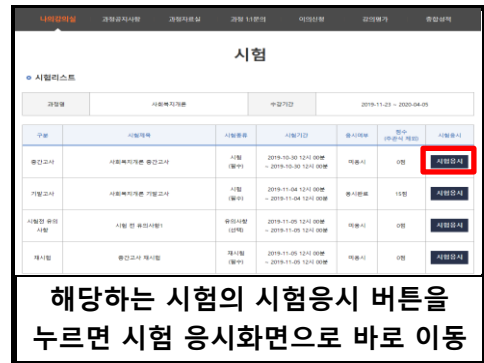 나의강의실 과정공지사항 과정자료실 과정 1:1문의 이의신청 강의평가 종합성적
시험
시험리스트
과정명 사회복지개론 수강기간 2019-11-23 ~ 2020-04-05
구분 시험제목 시험종류 시험기간 응시여부 점수 시험응시
(주관식 제외)
중간고사 사회복지개론 중간고사 시험 2019-10-30 12시 00분 미응시 0점 시험응시
(필수) ~ 2019-10-30 12시 00분
기말고사 사회복지개론 기말고사 시험 2019-11-04 12시 00분 응시완료 15점 시험응시
(필수) ~ 2019-11-04 12시 00분
시험전 유의 시험 전 유의사항1 유의사항 2019-11-05 12시 00분 미응시 0점 시험응시
사항 (선택) ~ 2019-11-05 12시 00분
재시험 중간고사 재시험 재시험 2019-11-05 12시 00분 미응시 0점 시험응시
(필수) ~ 2019-11-05 12시 00분
해당하는 시험의 시험응시 버튼을
누르면 시험 응시화면으로 바로 이동